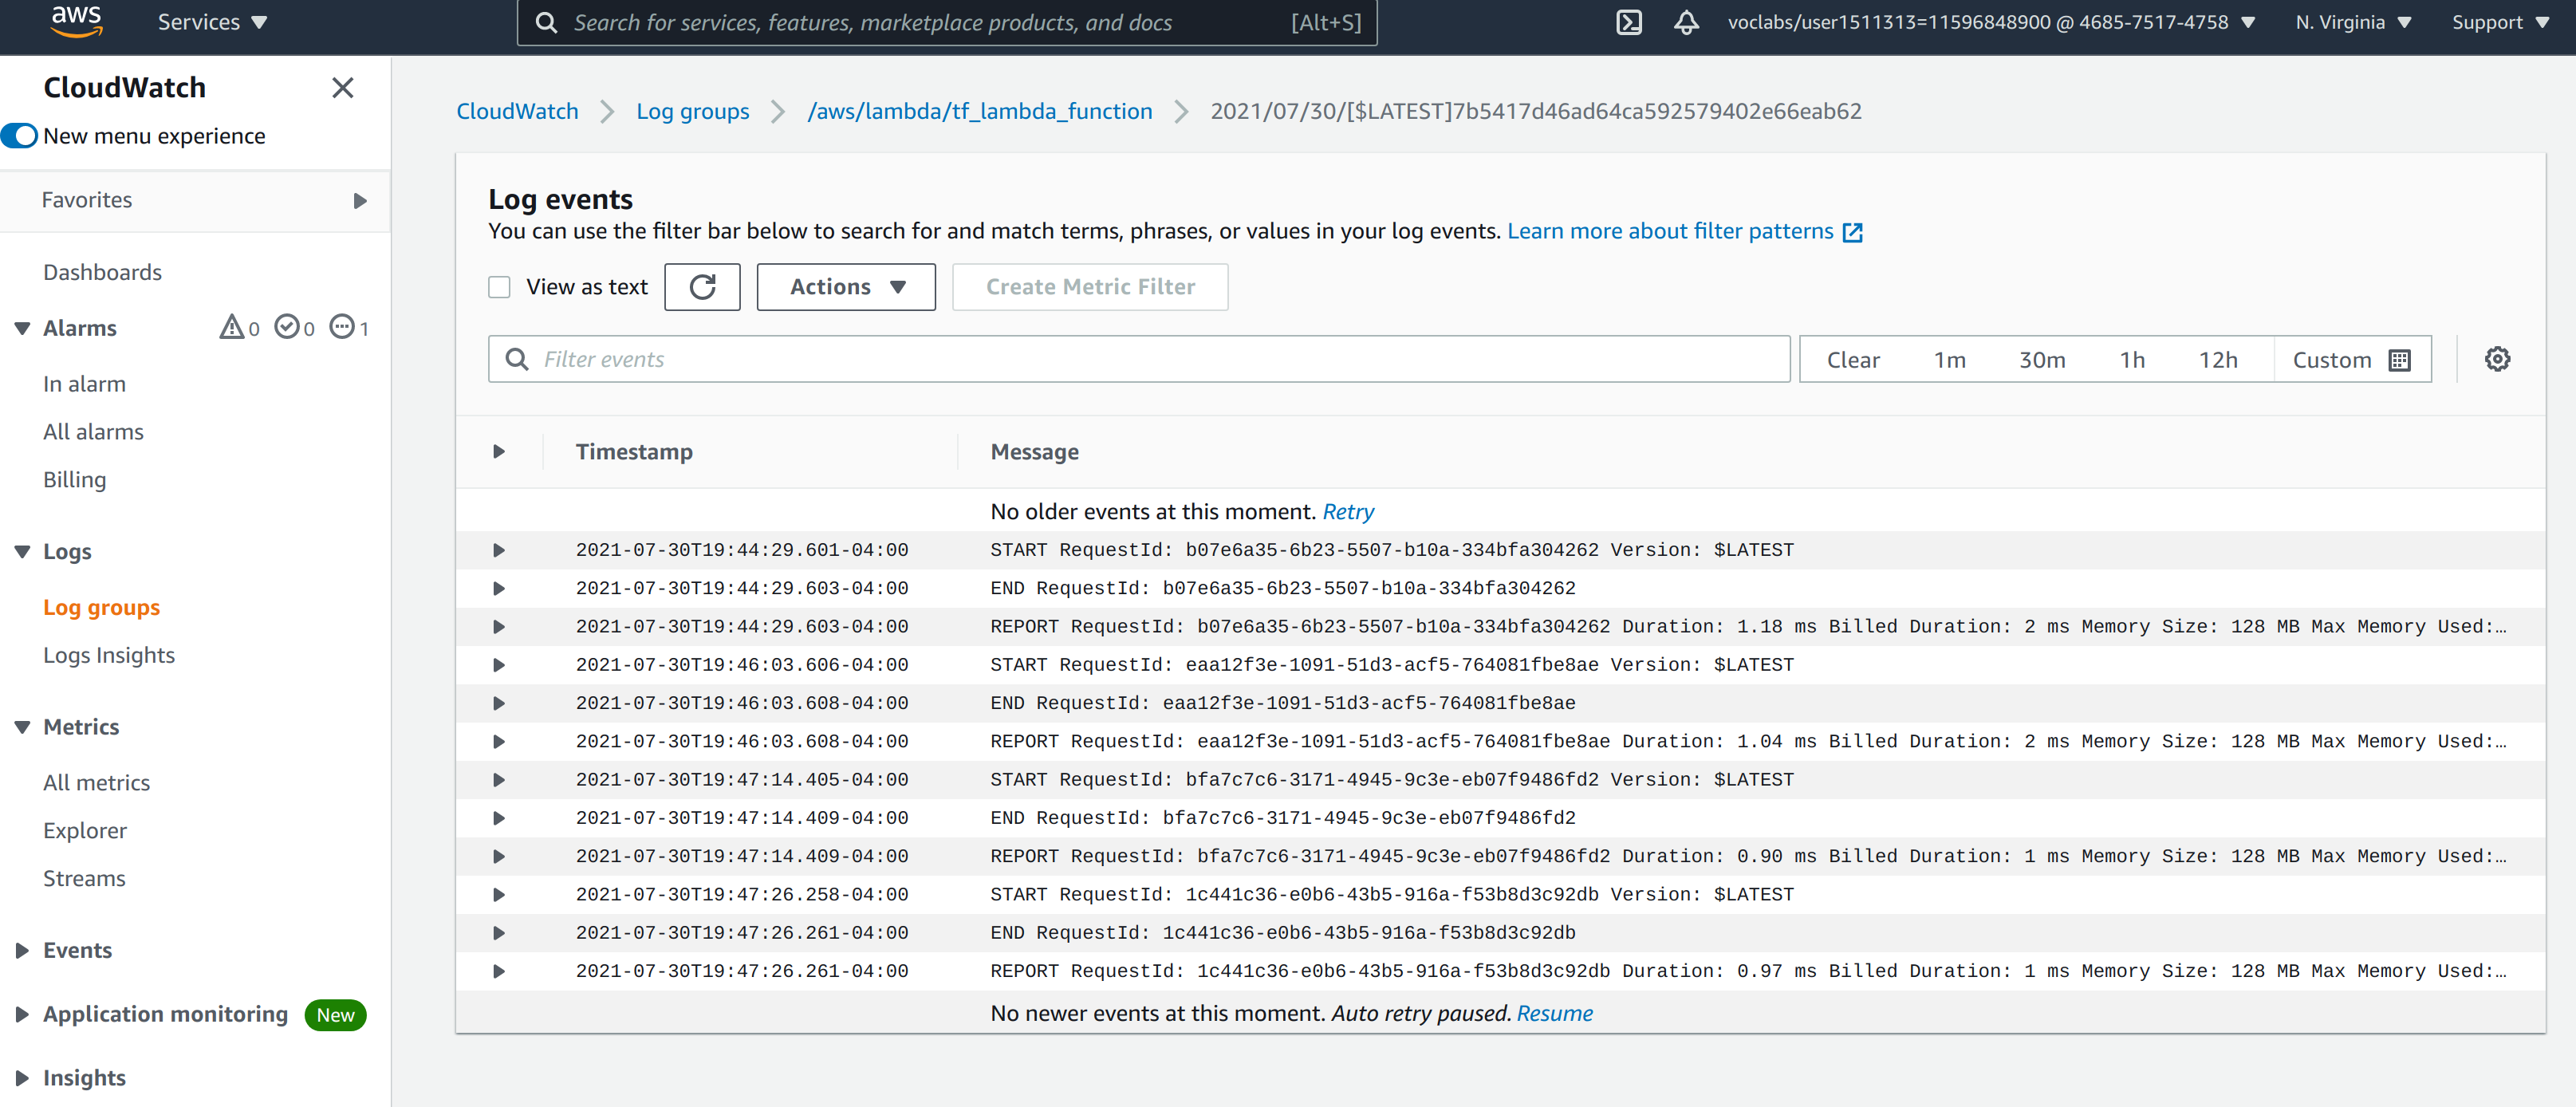 aws
Services
Search for services, features, marketplace products, and docs [Alt+S]
voclabs/user1511313=11596848900 @ 4685-7517-4758
N. Virginia
Support
CloudWatch
New menu experience
Favorites
Dashboards
Alarms 0 0 1
In alarm
All alarms
Billing
Logs
Log groups
Logs Insights
Metrics
All metrics
Explorer
Streams
Events
Application monitoring New
Insights
CloudWatch Log groups /aws/lambda/tf_lambda_function 2021/07/30/[$LATEST]7b5417d46ad64ca592579402e66eab62
Log events
You can use the filter bar below to search for and match terms, phrases, or values in your log events. Learn more about filter patterns
View as text Actions Create Metric Filter
Filter events Clear 1m 30m 1h 12h Custom
Timestamp Message
No older events at this moment. Retry
2021-07-30T19:44:29.601-04:00 START RequestId: b07e6a35-6b23-5507-b10a-334bfa304262 Version: $LATEST
2021-07-30T19:44:29.603-04:00 END RequestId: b07e6a35-6b23-5507-b10a-334bfa304262
2021-07-30T19:44:29.603-04:00 REPORT RequestId: b07e6a35-6b23-5507-b10a-334bfa304262 Duration: 1.18 ms Billed Duration: 2 ms Memory Size: 128 MB Max Memory Used:…
2021-07-30T19:46:03.606-04:00 START RequestId: eaa12f3e-1091-51d3-acf5-764081fbe8ae Version: $LATEST
2021-07-30T19:46:03.608-04:00 END RequestId: eaa12f3e-1091-51d3-acf5-764081fbe8ae
2021-07-30T19:46:03.608-04:00 REPORT RequestId: eaa12f3e-1091-51d3-acf5-764081fbe8ae Duration: 1.04 ms Billed Duration: 2 ms Memory Size: 128 MB Max Memory Used:…
2021-07-30T19:47:14.405-04:00 START RequestId: bfa7c7c6-3171-4945-9c3e-eb07f9486fd2 Version: $LATEST
2021-07-30T19:47:14.409-04:00 END RequestId: bfa7c7c6-3171-4945-9c3e-eb07f9486fd2
2021-07-30T19:47:14.409-04:00 REPORT RequestId: bfa7c7c6-3171-4945-9c3e-eb07f9486fd2 Duration: 0.90 ms Billed Duration: 1 ms Memory Size: 128 MB Max Memory Used:…
2021-07-30T19:47:26.258-04:00 START RequestId: 1c441c36-e0b6-43b5-916a-f53b8d3c92db Version: $LATEST
2021-07-30T19:47:26.261-04:00 END RequestId: 1c441c36-e0b6-43b5-916a-f53b8d3c92db
2021-07-30T19:47:26.261-04:00 REPORT RequestId: 1c441c36-e0b6-43b5-916a-f53b8d3c92db Duration: 0.97 ms Billed Duration: 1 ms Memory Size: 128 MB Max Memory Used:…
No newer events at this moment. Auto retry paused. Resume